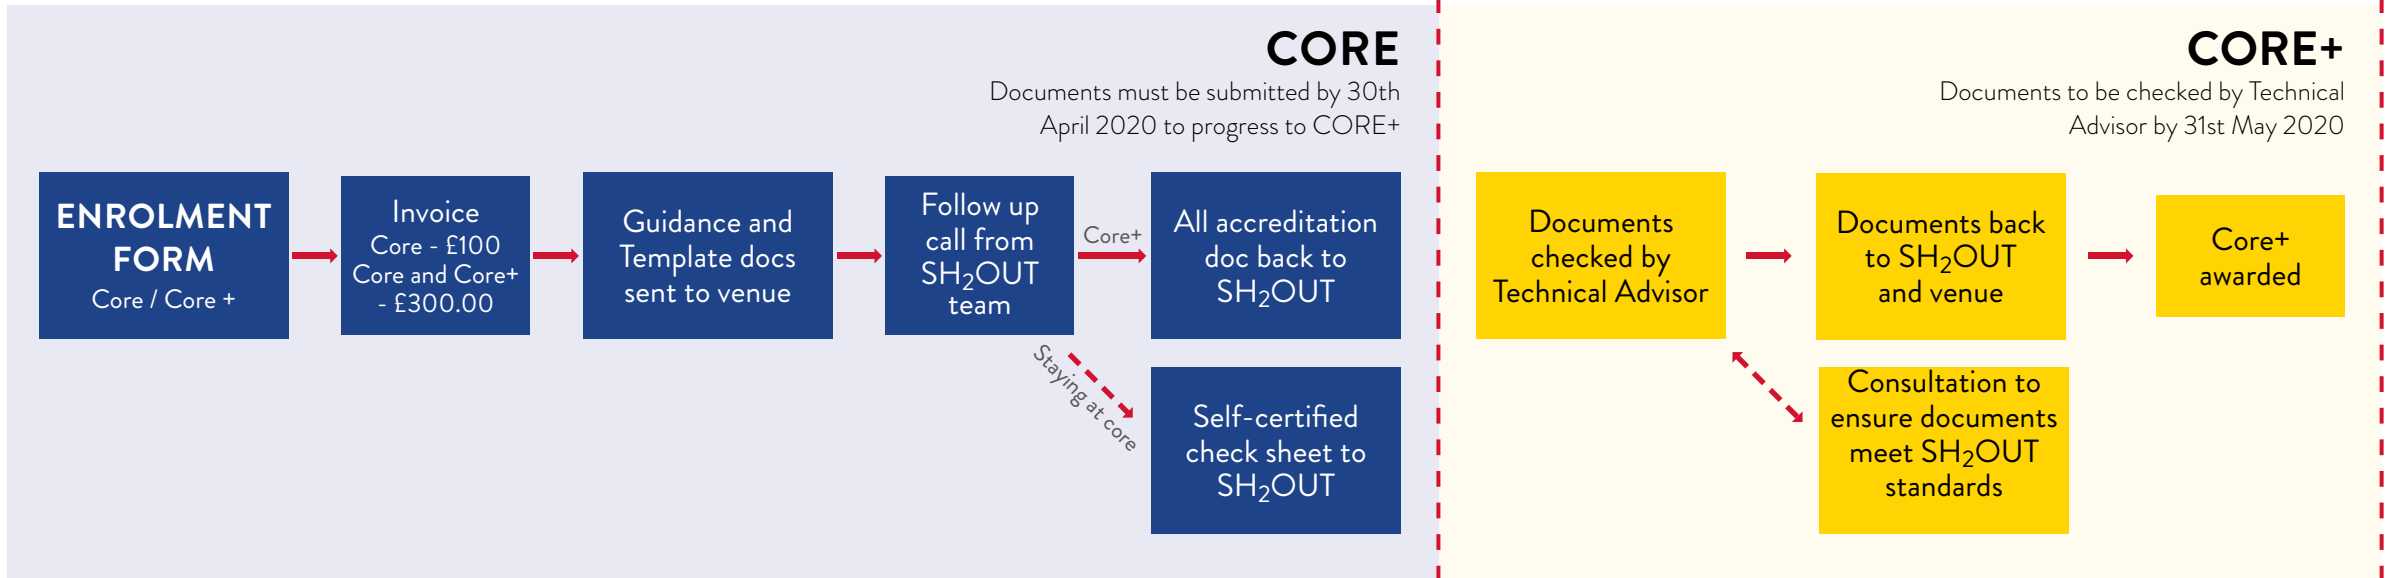 CORE
Documents must be submitted by 30th
April 2020 to progress to CORE+
ENROLMENT
FORM
Core / Core +
Invoice
Core - £100
Core and Core+
- £300.00
Guidance and
Template docs
sent to venue
Follow up
call from
SH₂OUT
team
Core+
All accreditation
doc back to
SH₂OUT
Staying at core
Self-certified
check sheet to
SH₂OUT
CORE+
Documents to be checked by Technical
Advisor by 31st May 2020
Documents
checked by
Technical Advisor
Documents back
to SH₂OUT
and venue
Core+
awarded
Consultation to
ensure documents
meet SH₂OUT
standards